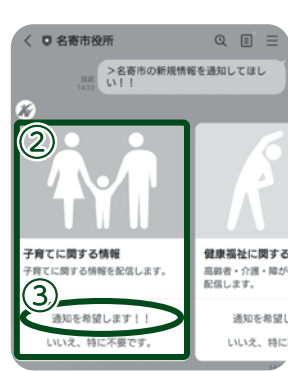 名寄市役所
>名寄市の新規情報を通知してほし
い！！
既読
14:33
②
子育てに関する情報
子育てに関する情報を配信します。
③
通知を希望します！！
いいえ、特に不要です。
健康福祉に関する
高齢者・介護・障が
配信します。
通知を希望し
いいえ、特に